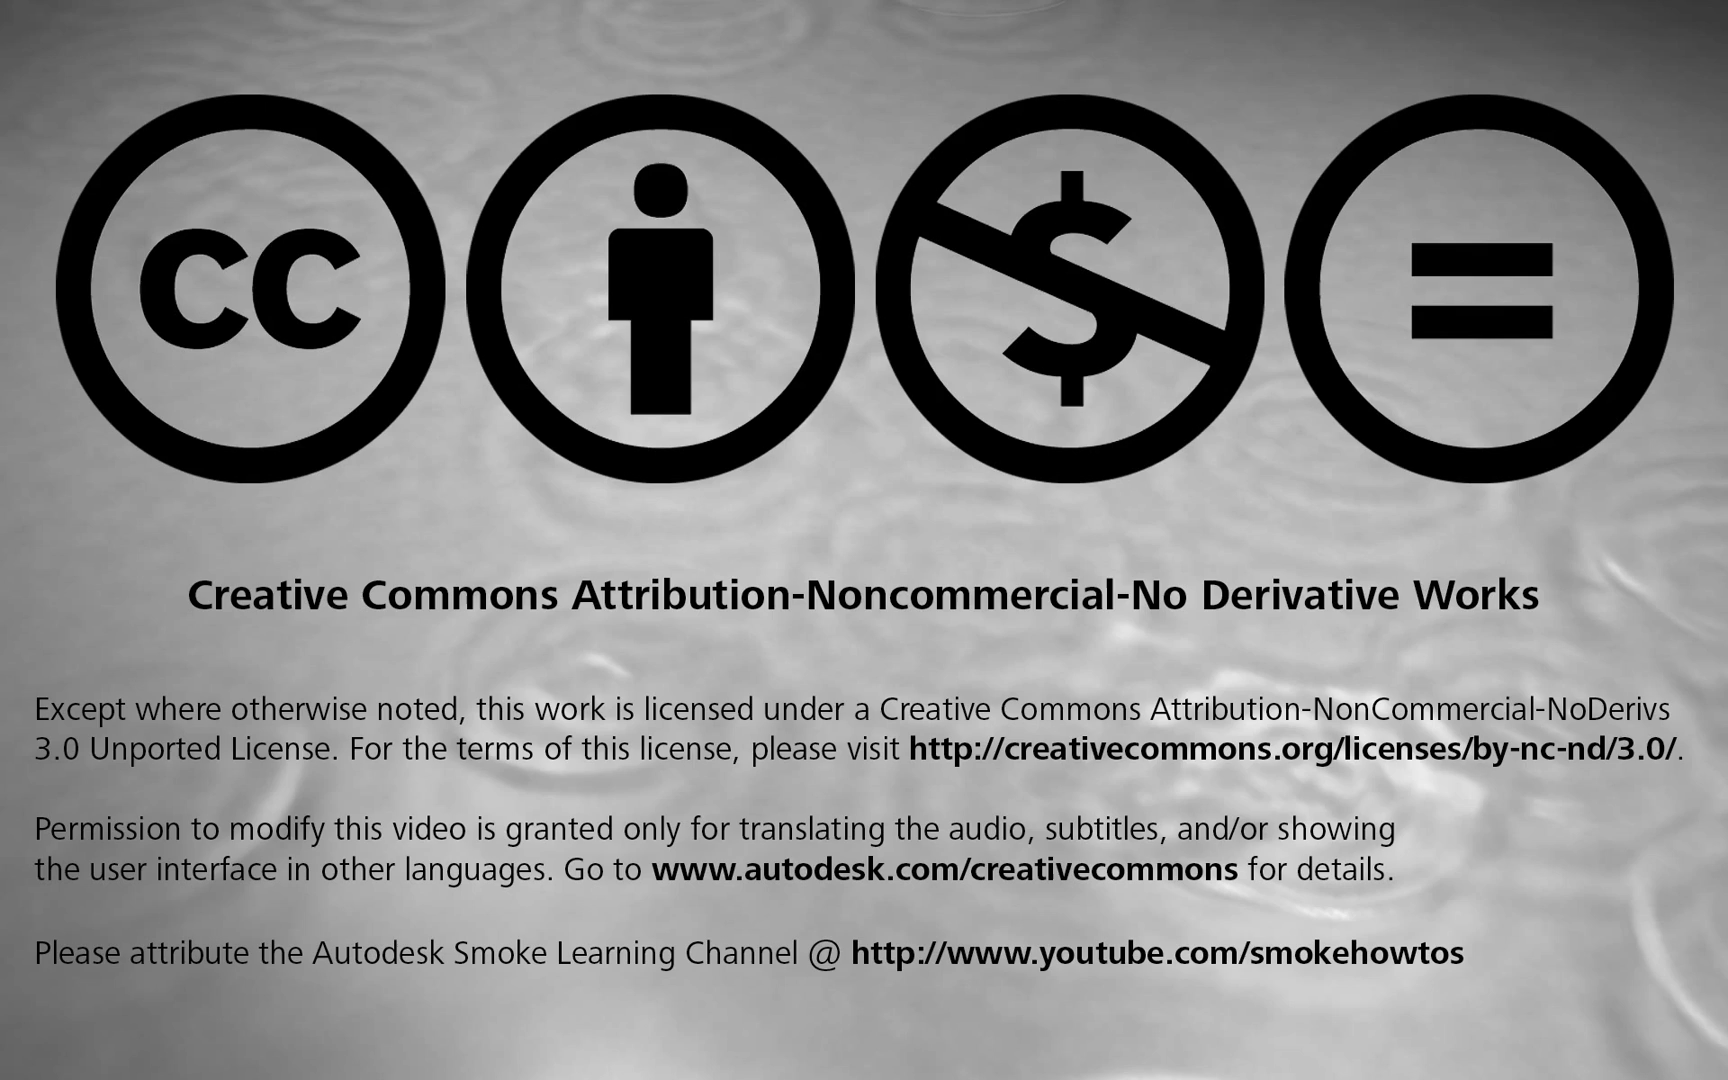 cc
$
=
Creative Commons Attribution-Noncommercial-No Derivative Works
Except where otherwise noted, this work is licensed under a Creative Commons Attribution-NonCommercial-NoDerivs
3.0 Unported License. For the terms of this license, please visit http://creativecommons.org/licenses/by-nc-nd/3.0/.
Permission to modify this video is granted only for translating the audio, subtitles, and/or showing
the user interface in other languages. Go to www.autodesk.com/creativecommons for details.
Please attribute the Autodesk Smoke Learning Channel @ http://www.youtube.com/smokehowtos